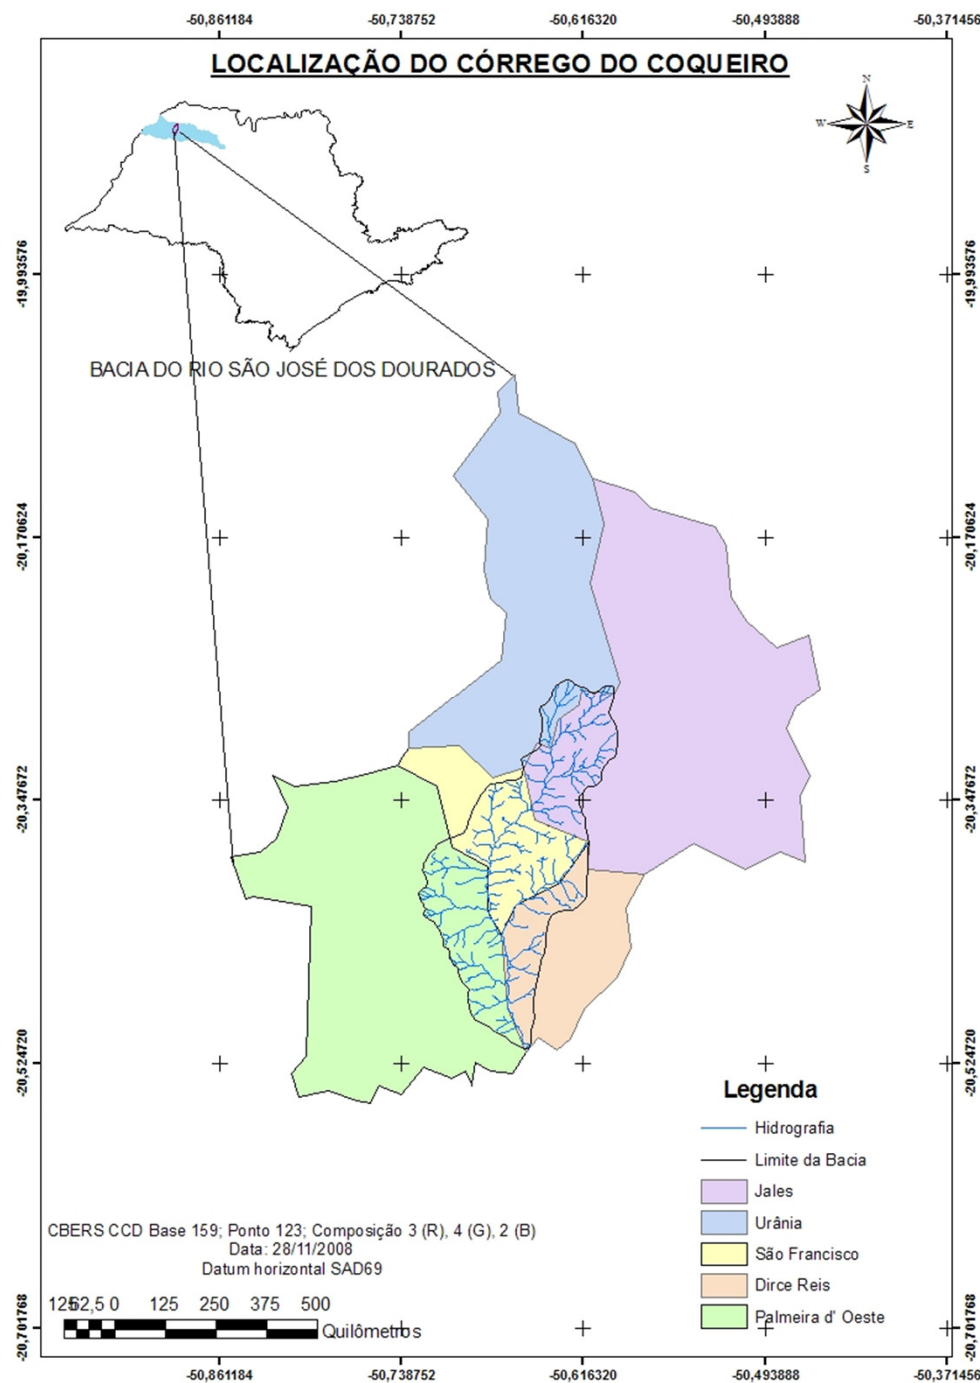 -50,861184 -50,738752 -50,616320 -50,493888 -50,371456
LOCALIZAÇÃO DO CÓRREGO DO COQUEIRO
N
W E
S
-19,993576 -19,993576
BACIA DO RIO SÃO JOSÉ DOS DOURADOS
-20,170624 -20,170624
-20,347672 -20,347672
-20,524720 -20,524720
Legenda
Hidrografia
Limite da Bacia
Jales
Urânia
São Francisco
Dirce Reis
Palmeira d' Oeste
CBERS CCD Base 159; Ponto 123; Composição 3 (R), 4 (G), 2 (B)
Data: 28/11/2008
Datum horizontal SAD69
12562,5 0 125 250 375 500
Quilômetros
-20,701768 -20,701768
-50,861184 -50,738752 -50,616320 -50,493888 -50,371456